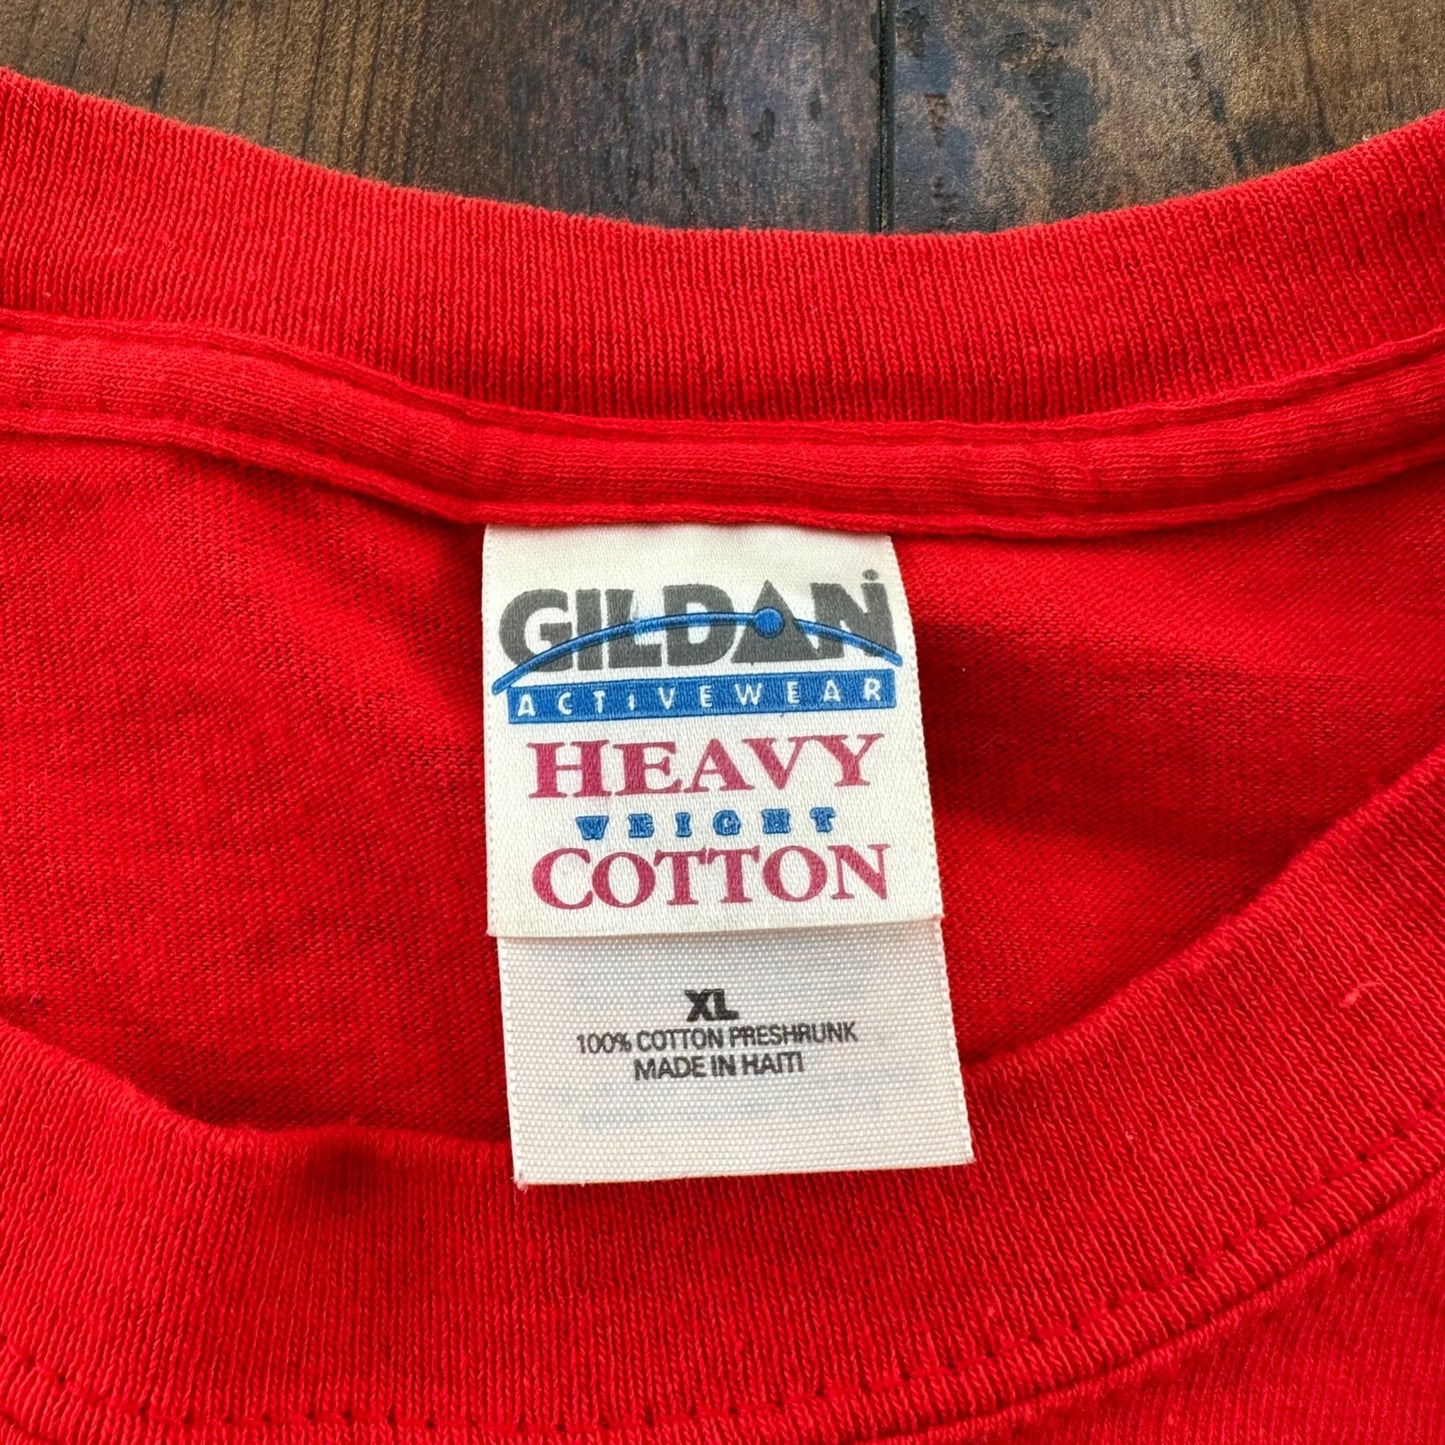 GILDAN
ACTIVEWEAR
HEAVY
WEIGHT
COTTON
XL
100% COTTON PRESHRUNK
MADE IN HAITI